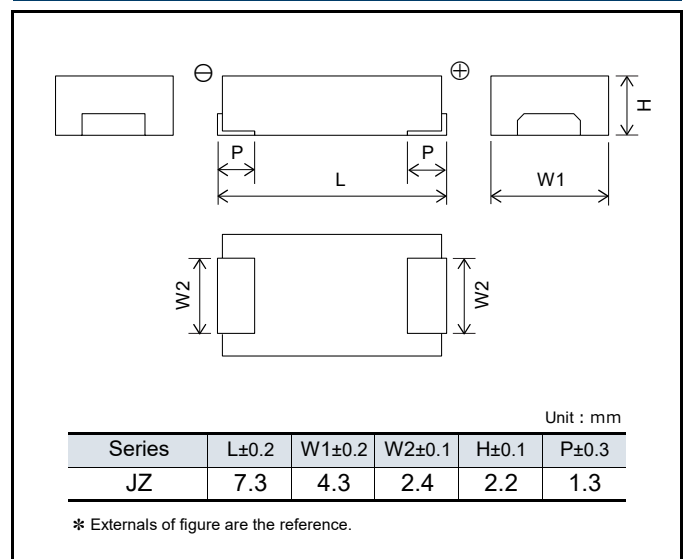 ⊖ ⊕
H
P P
L W1
W2 W2
Unit : mm
Series L±0.2 W1±0.2 W2±0.1 H±0.1 P±0.3
JZ 7.3 4.3 2.4 2.2 1.3
✻ Externals of figure are the reference.